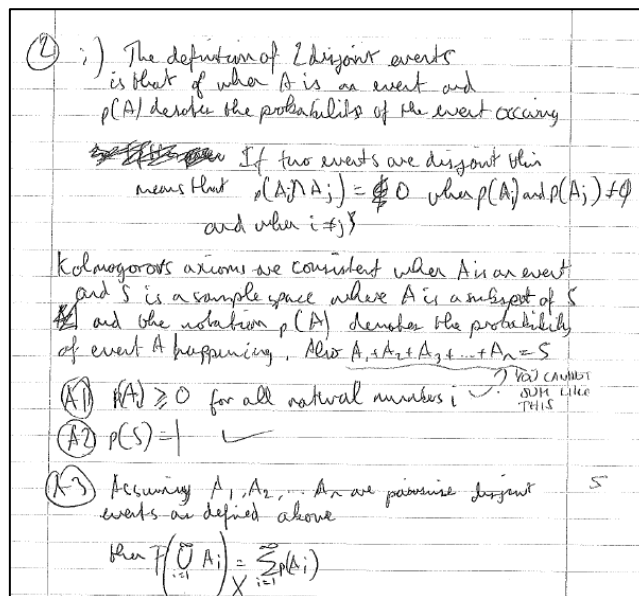 2 i) The definition of 2 disjoint events
is that of when A is an event and
p(A) denotes the probability of the event occuring
If two events are disjoint this
means that p(Ai∩Aj) = 0 when p(Ai) and p(Aj) ≠ φ
and when i ≠ j
Kolmogorovs axioms are consistent when A is an event
and S is a sample space where A is a subset of S
and the notation p(A) denotes the probability
of event A happening. Also A1+A2+A3+...+An=S
? YOU CANNOT
SUM LIKE
THIS
A1 p(Ai) ≥ 0 for all natural numbers i ✓
A2 p(S) = 1 ✓
A3 Assuming A1, A2, ... An are pairwise disjoint
5
events as defined above
then P(∞∪i=1 Ai) = ∞∑i=1 p(Ai)
X